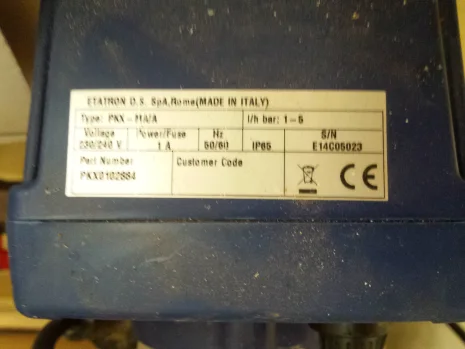 ETATRON D.S. SpA,Rome(MADE IN ITALY)
Type: PKX - MA/A l/h bar: 1-5
Voltage Power/Fuse Hz S/N
230/240 V 1 A 50/60 IP65 E14C05023
Part Number Customer Code
PKX0102884
CE